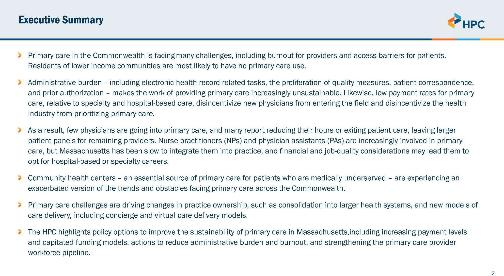 Executive Summary
HPC
Primary care in the Commonwealth is facing many challenges, including burnout for providers and access barriers for patients.
Residents of lower income communities are most likely to have no primary care use.
Administrative burden – including electronic health record-related tasks, the proliferation of quality measures, patient correspondence,
and prior authorization – makes the work of providing primary care increasingly unsustainable. Likewise, low payment rates for primary
care, relative to specialty and hospital-based care, disincentivize new physicians from entering the field and disincentivize the health
industry from prioritizing primary care.
As a result, few physicians are going into primary care, and many report reducing their hours or exiting patient care, leaving larger
patient panels for remaining providers. Nurse practitioners (NPs) and physician assistants (PAs) are increasingly involved in primary
care, but Massachusetts has been slow to integrate them into practice, and financial and job-quality considerations may lead them to
opt for hospital-based or specialty careers.
Community health centers – an essential source of primary care for patients who are medically underserved – are experiencing an
exacerbated version of the trends and obstacles facing primary care across the Commonwealth.
Primary care challenges are driving changes in practice ownership, such as consolidation into larger health systems, and new models of
care delivery, including concierge and virtual care delivery models.
The HPC highlights policy options to improve the sustainability of primary care in Massachusetts,including increasing payment levels
and capitated funding models, actions to reduce administrative burden and burnout, and strengthening the primary care provider
workforce pipeline.
2